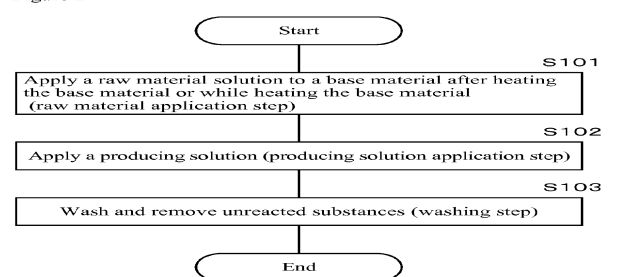 Start
S101
Apply a raw material solution to a base material after heating
the base material or while heating the base material
(raw material application step)
S102
Apply a producing solution (producing solution application step)
S103
Wash and remove unreacted substances (washing step)
End